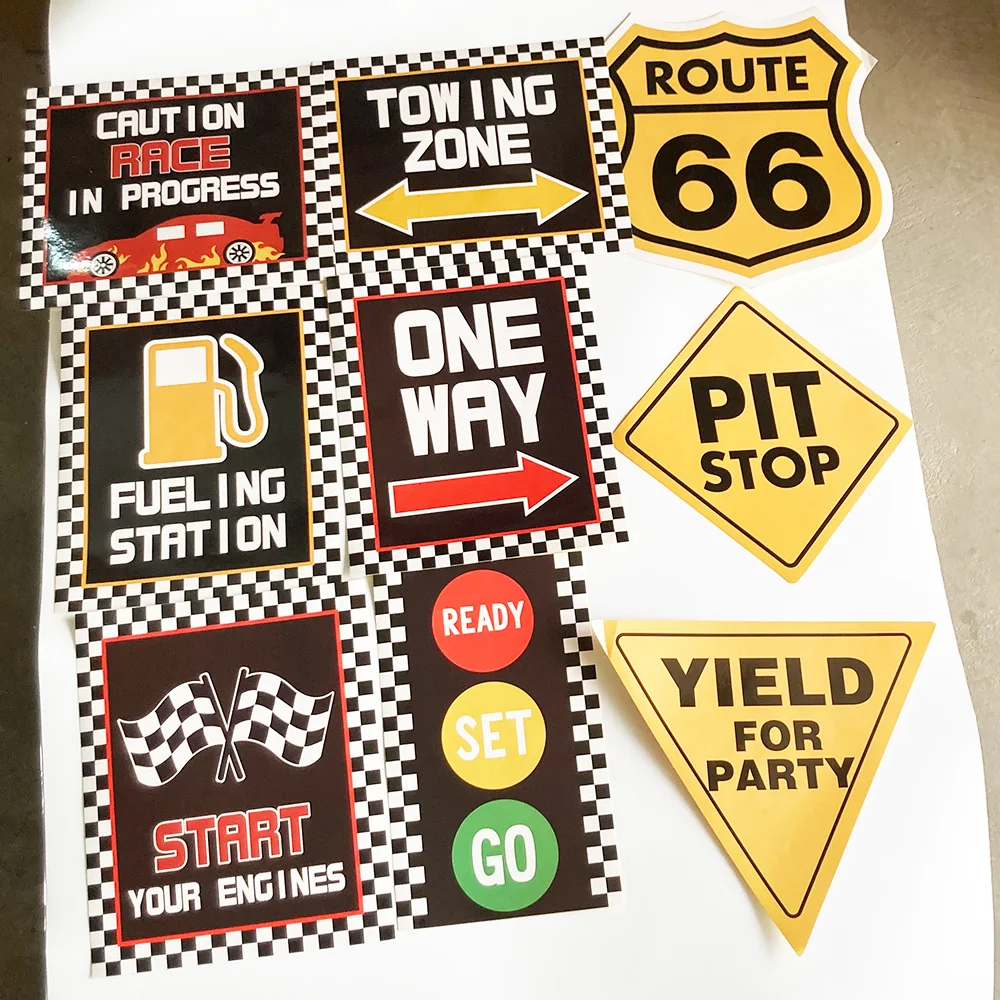 CAUTION
RACE
IN PROGRESS
TOWING
ZONE
ROUTE
66
FUELING
STATION
ONE
WAY
PIT
STOP
START
YOUR ENGINES
READY
SET
GO
YIELD
FOR
PARTY